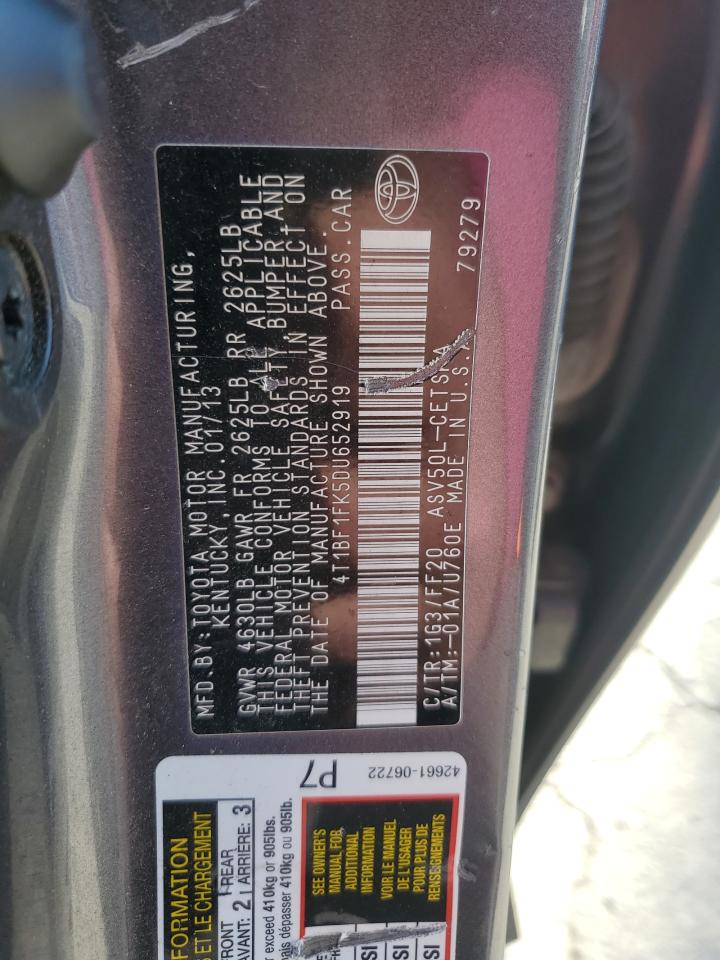 MFD.BY:TOYOTA MOTOR MANUFACTURING,
KENTUCKY, INC. 01/13
GVWR 4630LB GAWR FR 2625LB RR 2625LB
THIS VEHICLE CONFORMS TO ALL APPLICABLE
FEDERAL MOTOR VEHICLE SAFETY, BUMPER AND
THEFT PREVENTION STANDARDS IN EFFECT ON
THE DATE OF MANUFACTURE SHOWN ABOVE.
4T1BF1FK5DU652919 PASS.CAR
C/TR:1G3/FF20 ASV50L-CETSKA
A/TM:-01A/U760E MADE IN U.S.A.
79279
P7
42661-06722
FORMATION
S ET LE CHARGEMENT
FRONT
AVANT: 2
REAR
ARRIÈRE: 3
r exceed 410kg or 905lbs.
nais dépasser 410kg ou 905lb.
SEE OWNER'S
MANUAL FOR
ADDITIONAL
INFORMATION
VOIR LE MANUEL
DE L'USAGER
POUR PLUS DE
RENSEIGNEMENTS
SI
SI